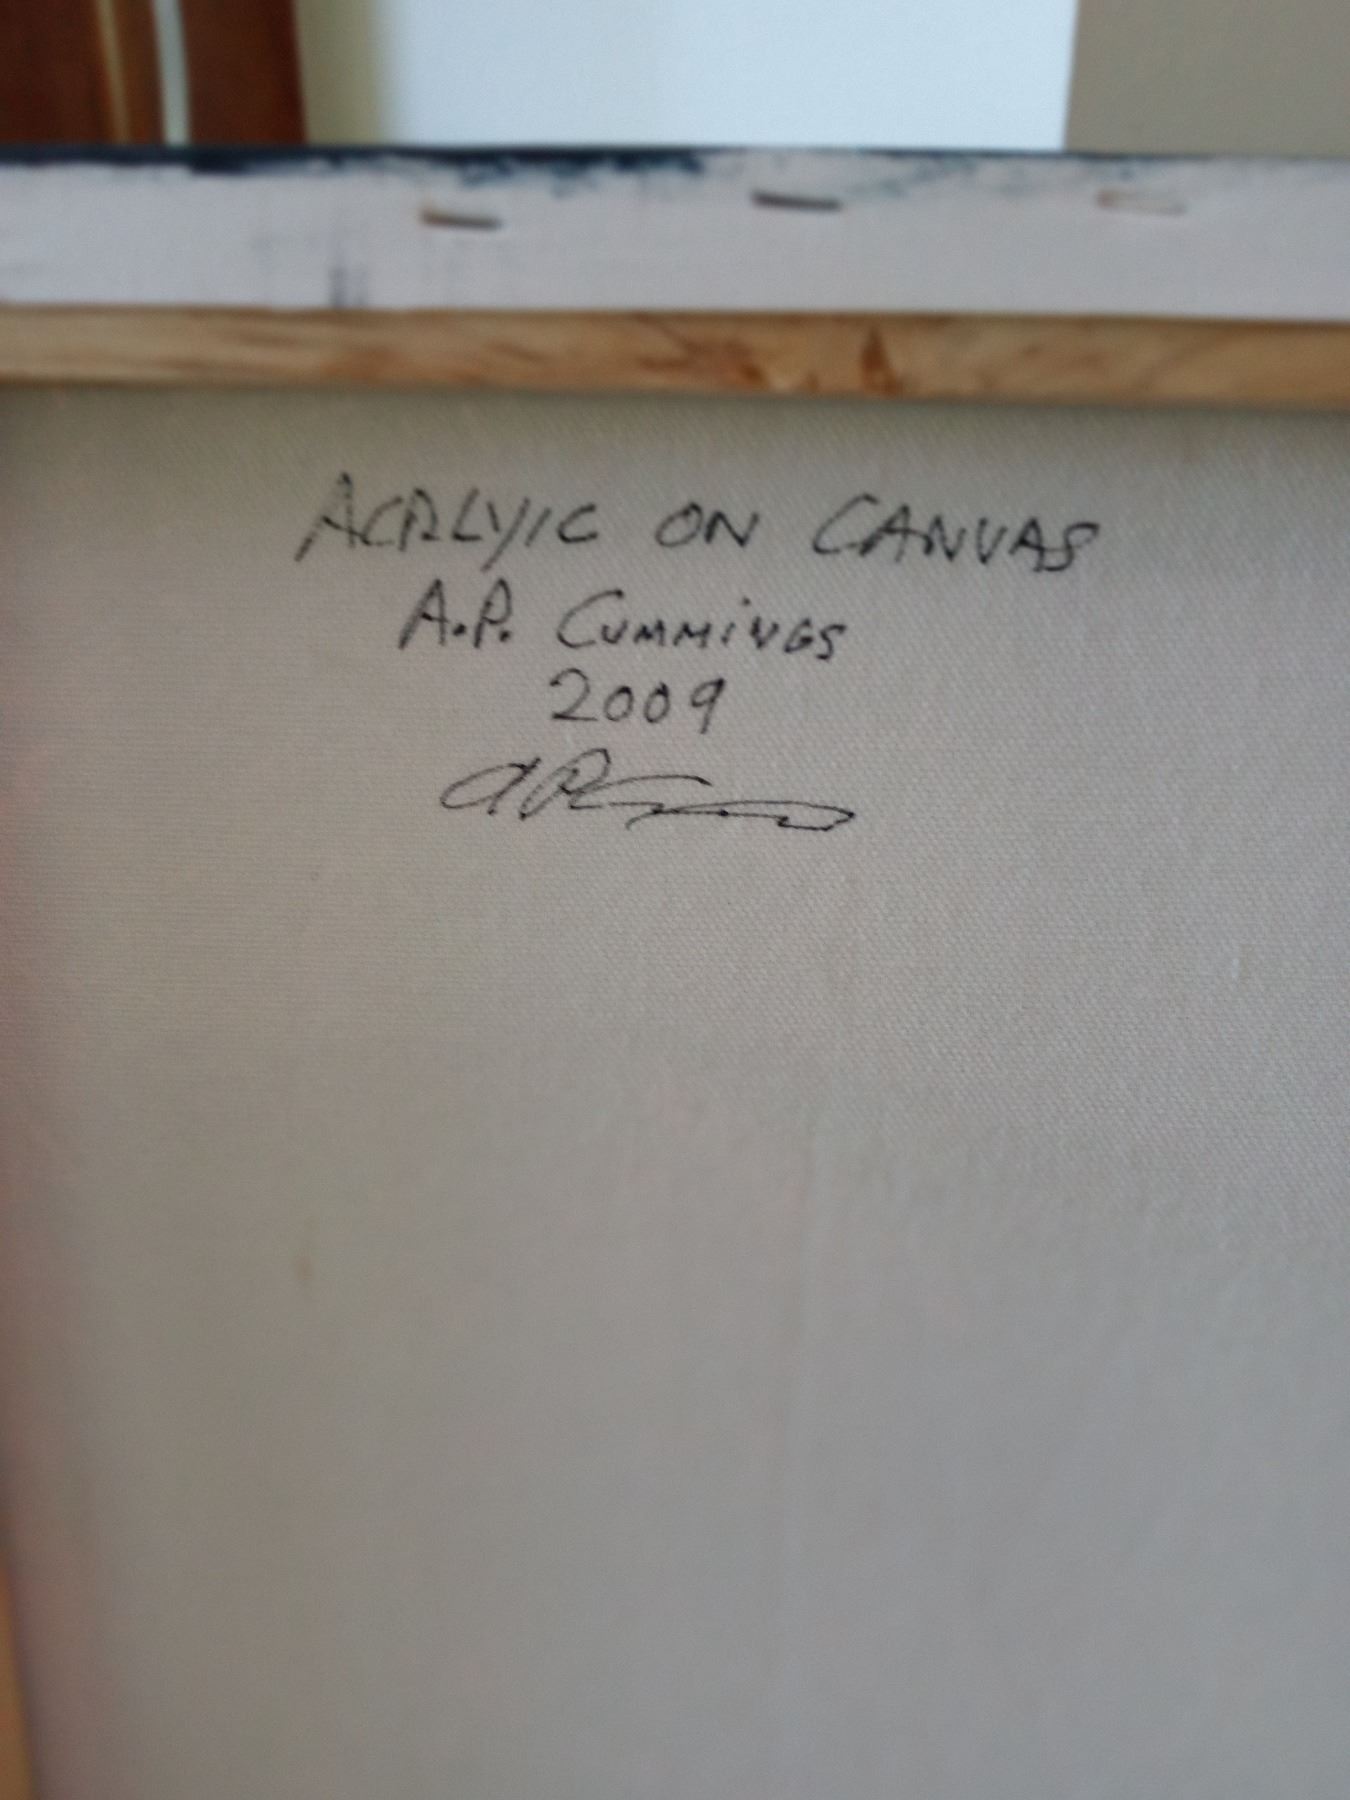 ACRLYIC ON CANVAS
A.P. CUMMINGS
2009